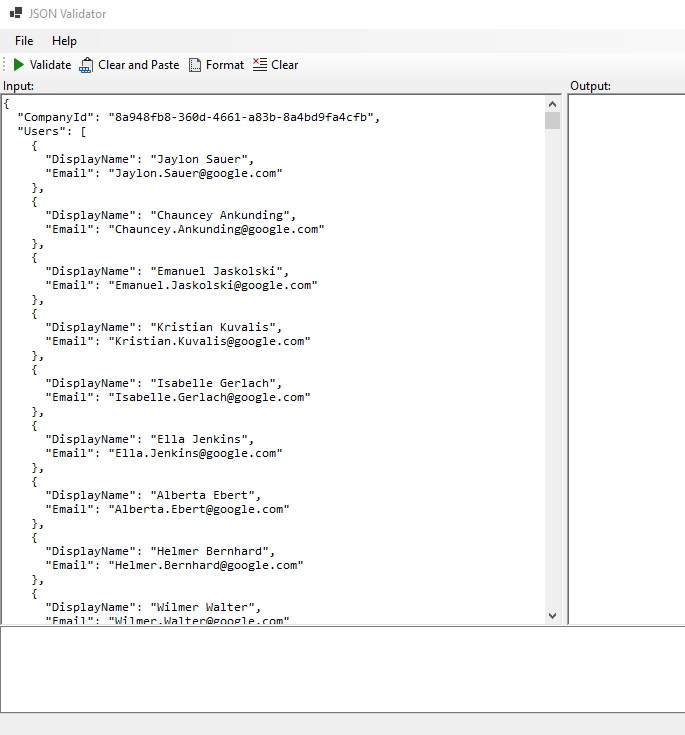 JSON Validator
File Help
Validate Clear and Paste Format Clear
Input: Output:
{
  "CompanyId": "8a948fb8-360d-4661-a83b-8a4bd9fa4cfb",
  "Users": [
    {
      "DisplayName": "Jaylon Sauer",
      "Email": "Jaylon.Sauer@google.com"
    },
    {
      "DisplayName": "Chauncey Ankunding",
      "Email": "Chauncey.Ankunding@google.com"
    },
    {
      "DisplayName": "Emanuel Jaskolski",
      "Email": "Emanuel.Jaskolski@google.com"
    },
    {
      "DisplayName": "Kristian Kuvalis",
      "Email": "Kristian.Kuvalis@google.com"
    },
    {
      "DisplayName": "Isabelle Gerlach",
      "Email": "Isabelle.Gerlach@google.com"
    },
    {
      "DisplayName": "Ella Jenkins",
      "Email": "Ella.Jenkins@google.com"
    },
    {
      "DisplayName": "Alberta Ebert",
      "Email": "Alberta.Ebert@google.com"
    },
    {
      "DisplayName": "Helmer Bernhard",
      "Email": "Helmer.Bernhard@google.com"
    },
    {
      "DisplayName": "Wilmer Walter",
      "Email": "Wilmer.Walter@google.com"